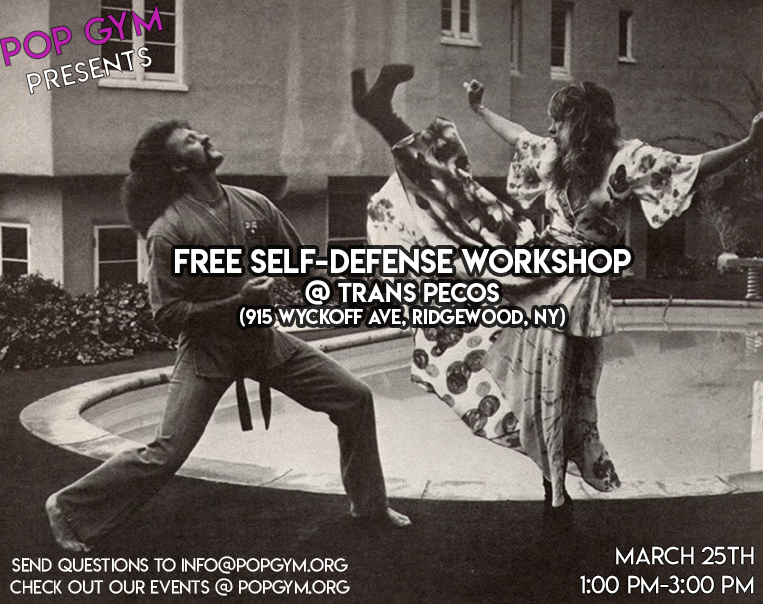 POP GYM
PRESENTS
FREE SELF-DEFENSE WORKSHOP
@ TRANS PECOS
(915 WYCKOFF AVE, RIDGEWOOD, NY)
SEND QUESTIONS TO INFO@POPGYM.ORG
CHECK OUT OUR EVENTS @ POPGYM.ORG
MARCH 25TH
1:00 PM-3:00 PM